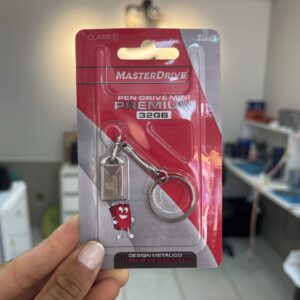 CLASS
MASTERDRIVE
PEN DRIVE MINI
PREMIUM
32GB
DESIGN METÁLICO